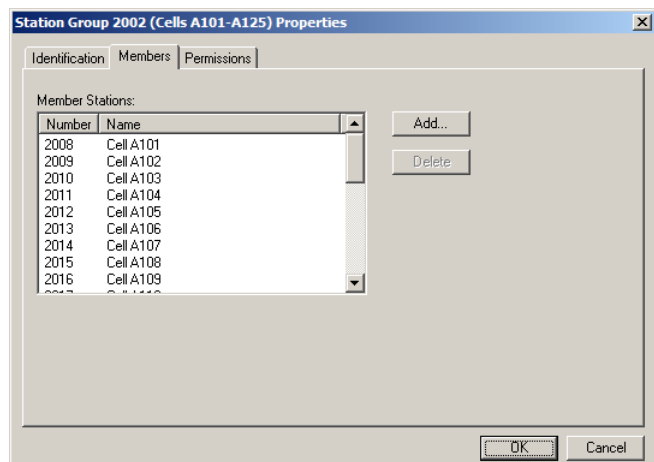 Station Group 2002 (Cells A101-A125) Properties
Identification Members Permissions
Member Stations:
Number Name
2008 Cell A101
2009 Cell A102
2010 Cell A103
2011 Cell A104
2012 Cell A105
2013 Cell A106
2014 Cell A107
2015 Cell A108
2016 Cell A109
Add...
Delete
OK Cancel